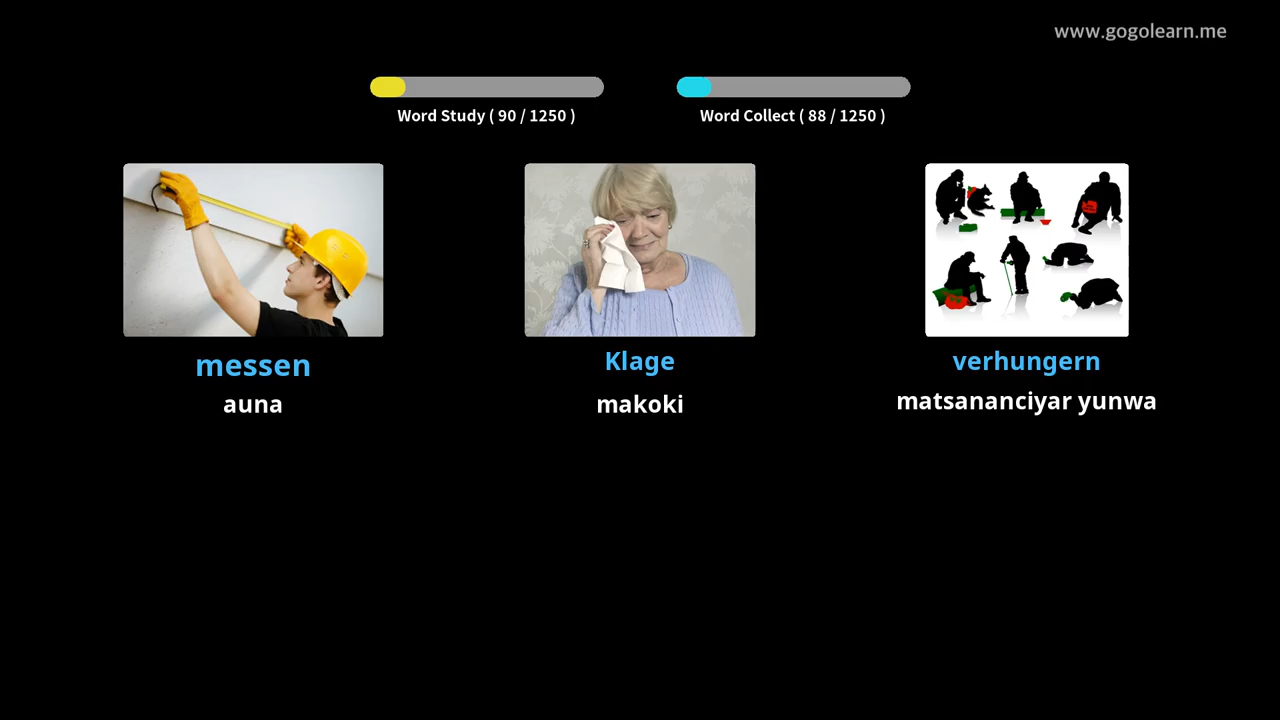 www.gogolearn.me
Word Study ( 90 / 1250 )
Word Collect ( 88 / 1250 )
messen
Klage
verhungern
auna
makoki
matsananciyar yunwa